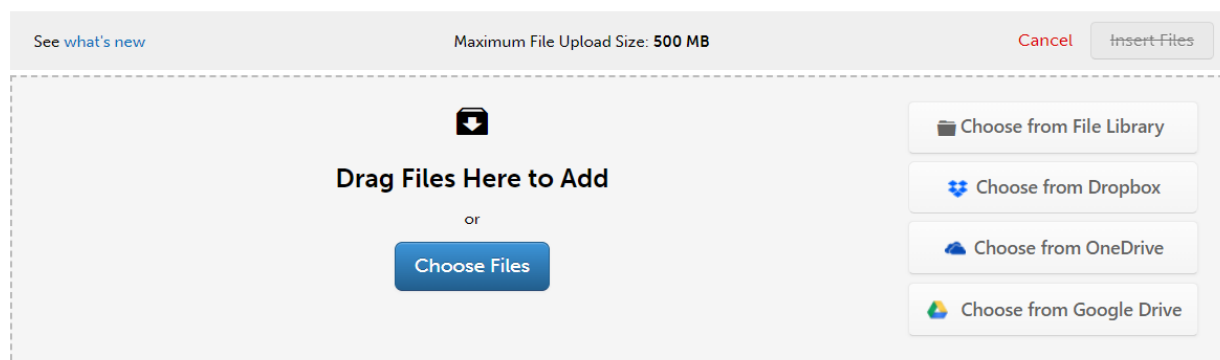 See what's new
Maximum File Upload Size: 500 MB
Cancel
Insert Files
Drag Files Here to Add
or
Choose Files
Choose from File Library
Choose from Dropbox
Choose from OneDrive
Choose from Google Drive